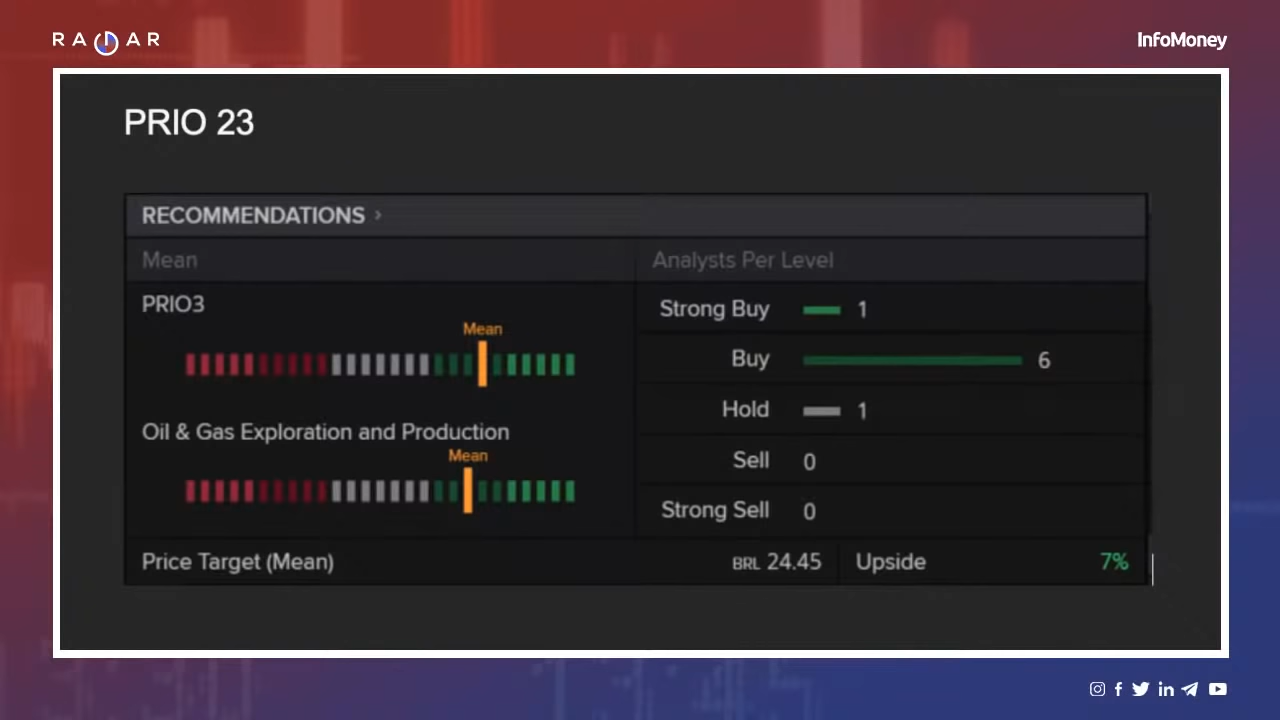 RADAR
InfoMoney
PRIO 23
RECOMMENDATIONS ›
Mean
Analysts Per Level
PRIO3
Mean
Strong Buy 1
Buy 6
Hold 1
Oil & Gas Exploration and Production
Mean
Sell 0
Strong Sell 0
Price Target (Mean) BRL 24.45 Upside 7%